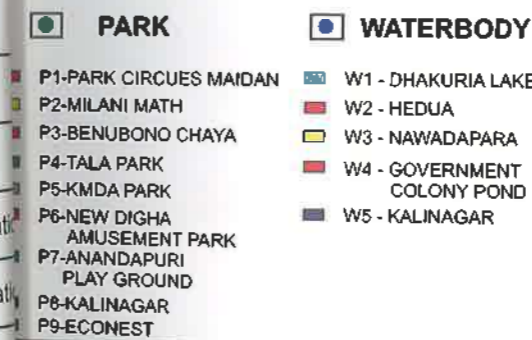 PARK
P1-PARK CIRCUES MAIDAN
P2-MILANI MATH
P3-BENUBONO CHAYA
P4-TALA PARK
P5-KMDA PARK
P6-NEW DIGHA
AMUSEMENT PARK
P7-ANANDAPURI
PLAY GROUND
P8-KALINAGAR
P9-ECONEST
WATERBODY
W1 - DHAKURIA LAKE
W2 - HEDUA
W3 - NAWADAPARA
W4 - GOVERNMENT
COLONY POND
W5 - KALINAGAR